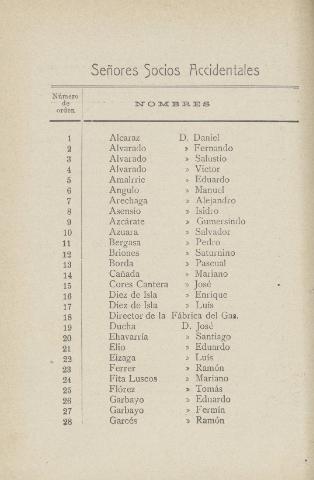 Señores Socios Accidentales
Número de orden. NOMBRES
1 Alcaraz D. Daniel
2 Alvarado » Fernando
3 Alvarado » Salustio
4 Alvarado » Víctor
5 Amalrric » Eduardo
6 Angulo » Manuel
7 Arechaga » Alejandro
8 Asensio » Isidro
9 Azcárate » Gumersindo
10 Azuara » Salvador
11 Bergasa » Pedro
12 Briones » Saturnino
13 Borda » Pascual
14 Cañada » Mariano
15 Cores Cantera » José
16 Diez de Isla » Enrique
17 Diez de Isla » Luis
18 Director de la Fábrica del Gas.
19 Ducha D. José
20 Ehavarría » Santiago
21 Elío » Eduardo
22 Eizaga » Luis
23 Ferrer » Ramón
24 Fita Luscos » Mariano
25 Flórez » Tomás
26 Garbayo » Eduardo
27 Garbayo » Fermín
28 Garcés » Ramón